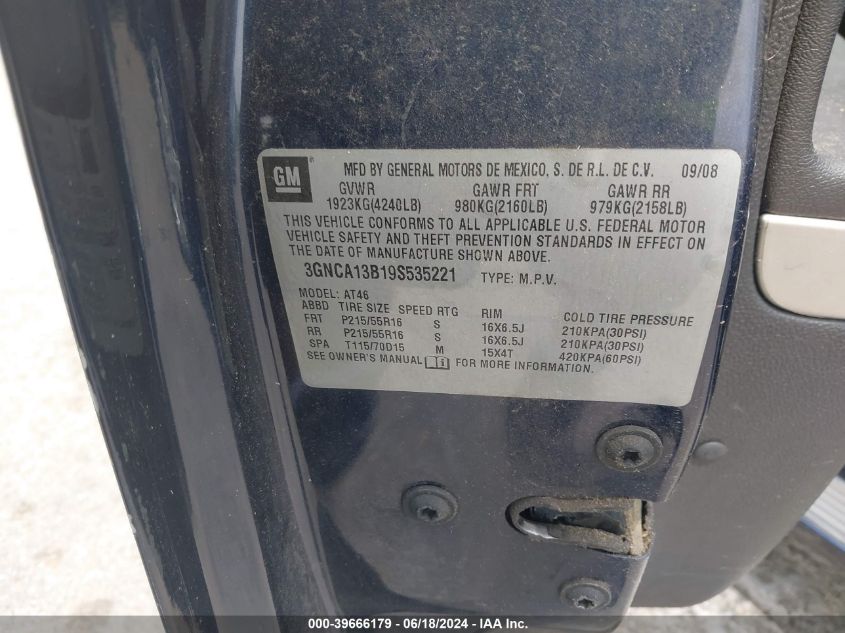 GM MFD BY GENERAL MOTORS DE MEXICO, S. DE R.L. DE C.V. 09/08
GVWR GAWR FRT GAWR RR
1923KG(4240LB) 980KG(2160LB) 979KG(2158LB)
THIS VEHICLE CONFORMS TO ALL APPLICABLE U.S. FEDERAL MOTOR
VEHICLE SAFETY AND THEFT PREVENTION STANDARDS IN EFFECT ON
THE DATE OF MANUFACTURE SHOWN ABOVE.
3GNCA13B19S535221 TYPE: M.P.V.
MODEL: AT46
ABBD TIRE SIZE SPEED RTG RIM COLD TIRE PRESSURE
FRT P215/55R16 S 16X6.5J 210KPA(30PSI)
RR P215/55R16 S 16X6.5J 210KPA(30PSI)
SPA T115/70D15 M 15X4T 420KPA(60PSI)
SEE OWNER'S MANUAL FOR MORE INFORMATION.
000-39666179 - 06/18/2024 - IAAI, Inc.